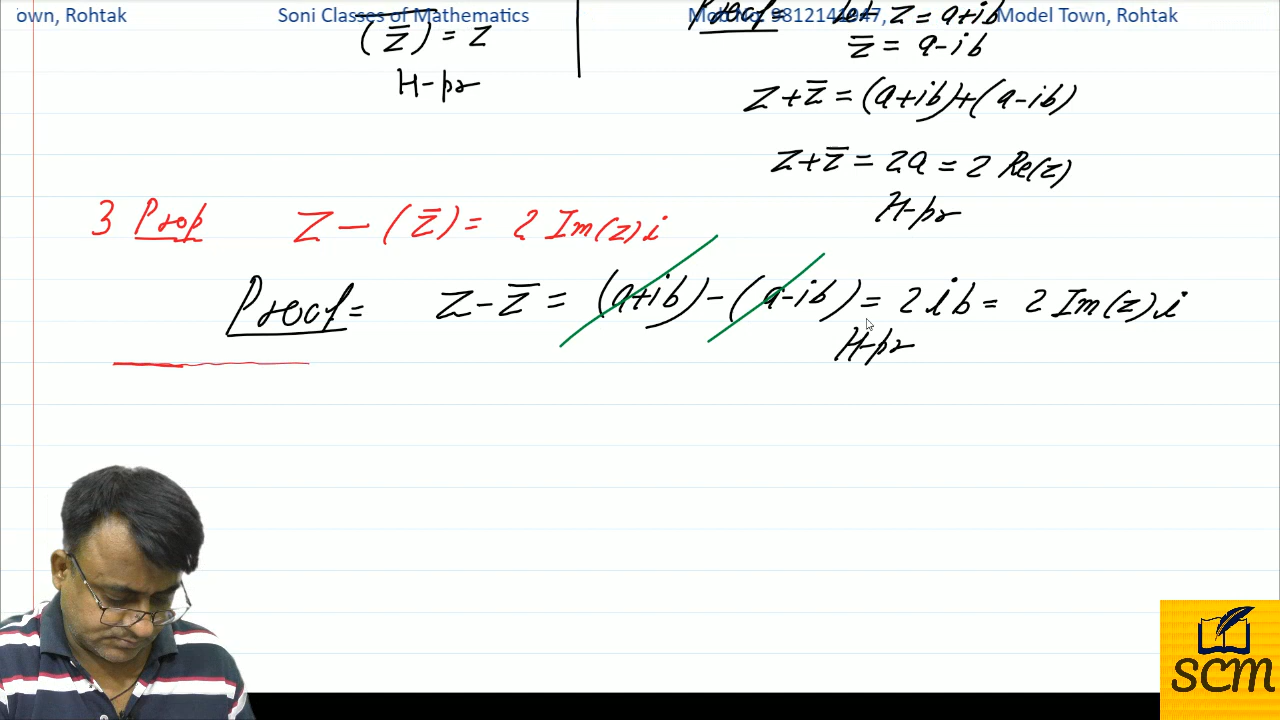 own, Rohtak
Soni Classes of Mathematics
Model Town, Rohtak
(z̅) = z
H-pr
Proof= Let z = a+ib
z̅ = a-ib
z+z̅ = (a+ib)+(a-ib)
z+z̅ = 2a = 2 Re(z)
H-pr
3 Prop z - (z̅) = 2 Im(z) i
Proof= z - z̅ = (a+ib) - (a-ib) = 2ib = 2 Im(z) i
H-pr
SCM